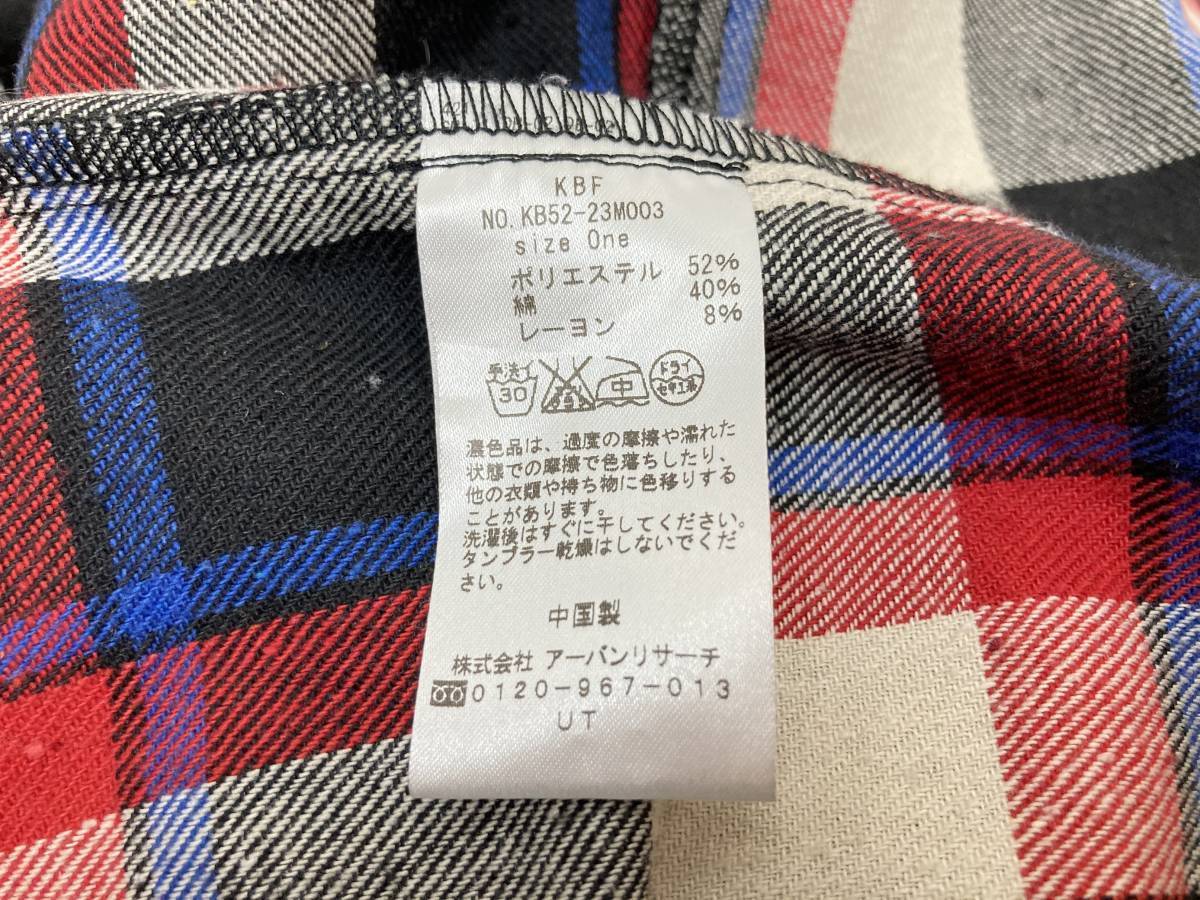 KBF
NO. KB52-23M003
size One
ポリエステル 52%
綿 40%
レーヨン 8%
手洗イ
30
中
ドライ
セキユ系
濃色品は、過度の摩擦や濡れた
状態での摩擦で色落ちしたり、
他の衣類や持ち物に色移りする
ことがあります。
洗濯後はすぐに干してください。
タンブラー乾燥はしないでくだ
さい。
中国製
株式会社 アーバンリサーチ
0120-967-013
UT